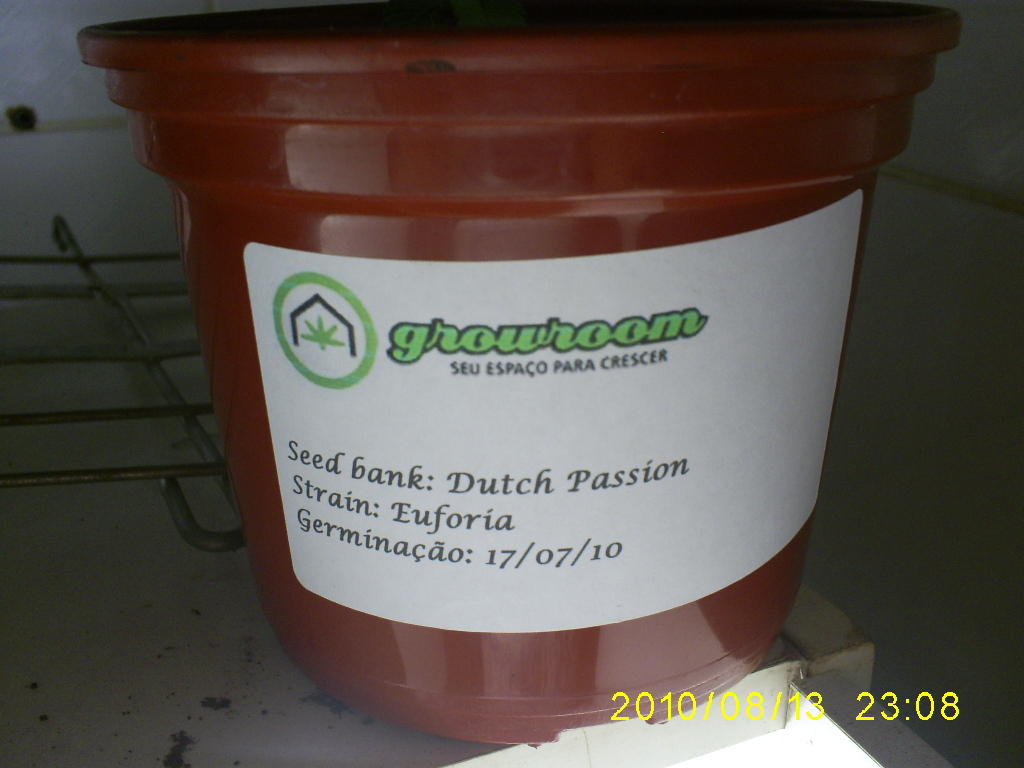 growroom
SEU ESPAÇO PARA CRESCER
Seed bank: Dutch Passion
Strain: Euforia
Germinação: 17/07/10
2010/08/13 23:08